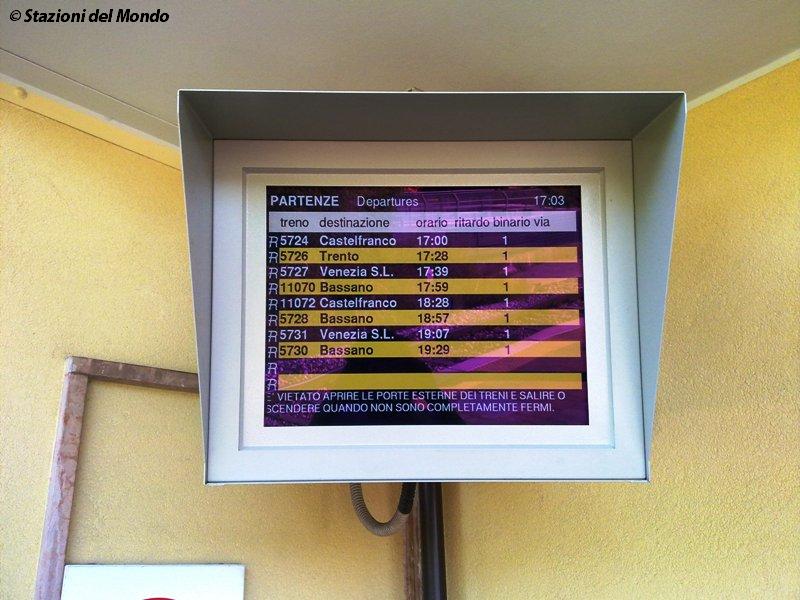 © Stazioni del Mondo
PARTENZE Departures 17:03
treno destinazione orario ritardo binario via
R 5724 Castelfranco 17:00 1
R 5726 Trento 17:28 1
R 5727 Venezia S.L. 17:39 1
R 11070 Bassano 17:59 1
R 11072 Castelfranco 18:28 1
R 5728 Bassano 18:57 1
R 5731 Venezia S.L. 19:07 1
R 5730 Bassano 19:29 1
R
R
E' VIETATO APRIRE LE PORTE ESTERNE DEI TRENI E SALIRE O
SCENDERE QUANDO NON SONO COMPLETAMENTE FERMI.